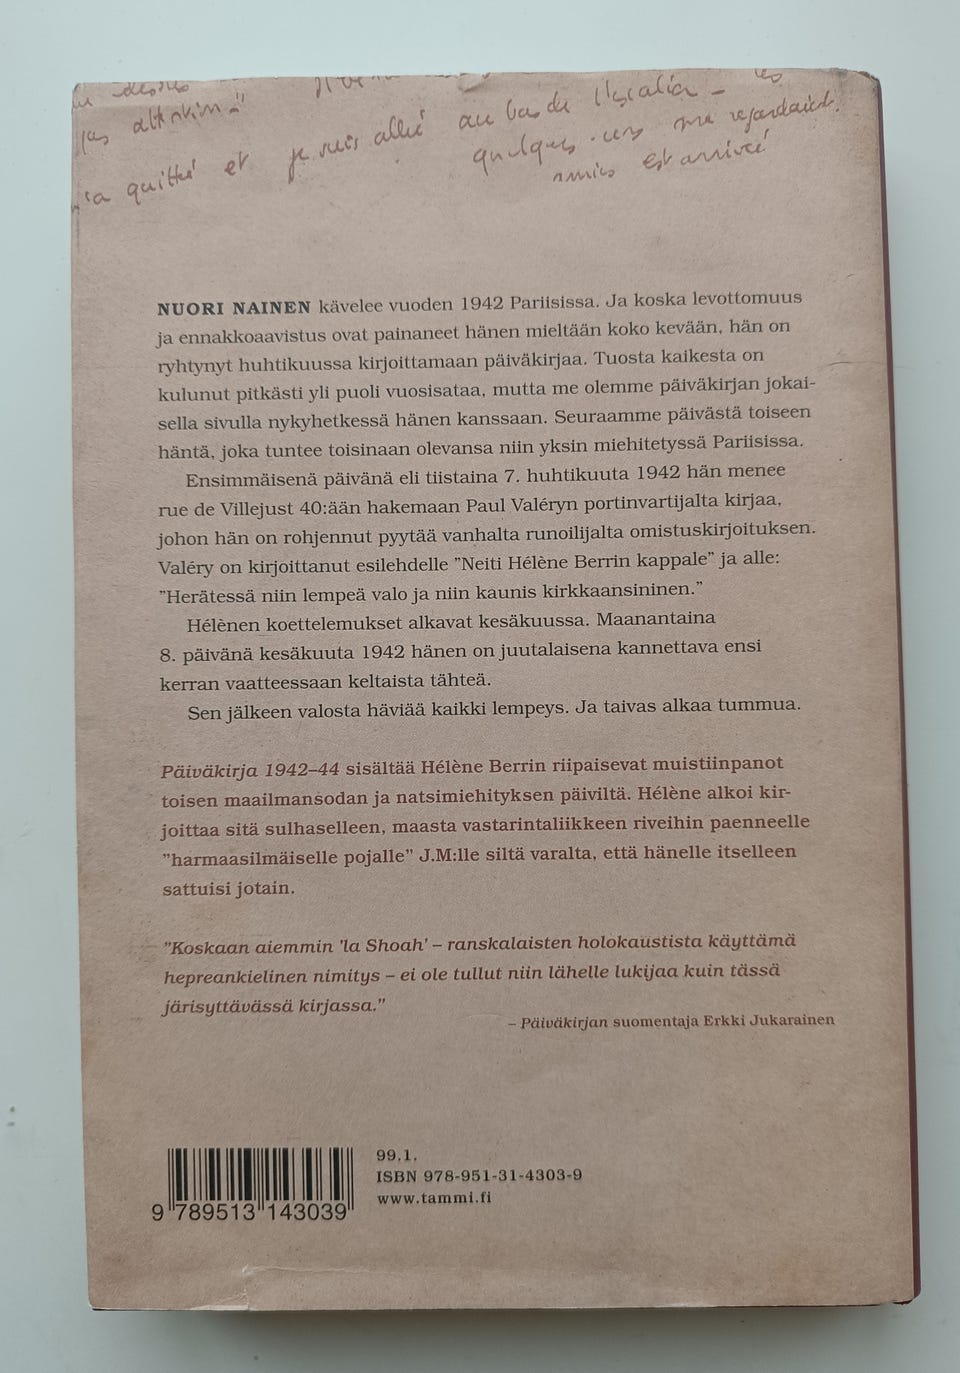 pas attention"
m'a quitté et je suis allé au bas de l'escalier -
quelques-uns me regardaient.
amies est arrivé
NUORI NAINEN kävelee vuoden 1942 Pariisissa. Ja koska levottomuus
ja ennakkoaavistus ovat painaneet hänen mieltään koko kevään, hän on
ryhtynyt huhtikuussa kirjoittamaan päiväkirjaa. Tuosta kaikesta on
kulunut pitkästi yli puoli vuosisataa, mutta me olemme päiväkirjan jokai-
sella sivulla nykyhetkessä hänen kanssaan. Seuraamme päivästä toiseen
häntä, joka tuntee toisinaan olevansa niin yksin miehitetyssä Pariisissa.
Ensimmäisenä päivänä eli tiistaina 7. huhtikuuta 1942 hän menee
rue de Villejust 40:ään hakemaan Paul Valéryn portinvartijalta kirjaa,
johon hän on rohjennut pyytää vanhalta runoilijalta omistuskirjoituksen.
Valéry on kirjoittanut esilehdelle ”Neiti Hélène Berrin kappale” ja alle:
”Herätessä niin lempeä valo ja niin kaunis kirkkaansininen.”
Hélènen koettelemukset alkavat kesäkuussa. Maanantaina
8. päivänä kesäkuuta 1942 hänen on juutalaisena kannettava ensi
kerran vaatteessaan keltaista tähteä.
Sen jälkeen valosta häviää kaikki lempeys. Ja taivas alkaa tummua.
Päiväkirja 1942–44 sisältää Hélène Berrin riipaisevat muistiinpanot
toisen maailmansodan ja natsimiehityksen päiviltä. Hélène alkoi kir-
joittaa sitä sulhaselleen, maasta vastarintaliikkeen riveihin paenneelle
”harmaasilmäiselle pojalle” J.M:lle siltä varalta, että hänelle itselleen
sattuisi jotain.
”Koskaan aiemmin 'la Shoah' – ranskalaisten holokaustista käyttämä
hepreankielinen nimitys – ei ole tullut niin lähelle lukijaa kuin tässä
järisyttävässä kirjassa.”
– Päiväkirjan suomentaja Erkki Jukarainen
99.1.
ISBN 978-951-31-4303-9
www.tammi.fi
9 789513 143039